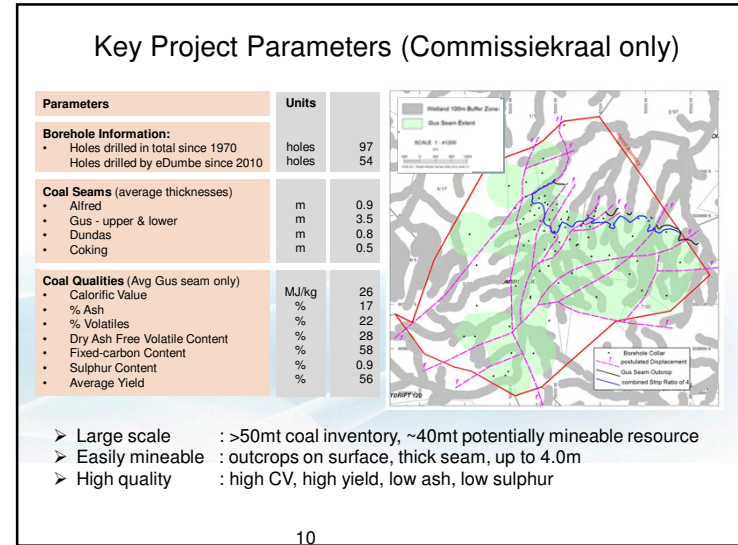 Key Project Parameters (Commissiekraal only)
Parameters Units
Borehole Information:
• Holes drilled in total since 1970 holes 97
Holes drilled by eDumbe since 2010 holes 54
Coal Seams (average thicknesses)
• Alfred m 0.9
• Gus - upper & lower m 3.5
• Dundas m 0.8
• Coking m 0.5
Coal Qualities (Avg Gus seam only)
• Calorific Value MJ/kg 26
• % Ash % 17
• % Volatiles % 22
• Dry Ash Free Volatile Content % 28
• Fixed-carbon Content % 58
• Sulphur Content % 0.9
• Average Yield % 56
Wetland 100m Buffer Zone
Gus Seam Extent
SCALE 1 : 41200
Borehole Collar
postulated Displacement
Gus Seam Outcrop
combined Strip Ratio of 4
➢ Large scale : >50mt coal inventory, ~40mt potentially mineable resource
➢ Easily mineable : outcrops on surface, thick seam, up to 4.0m
➢ High quality : high CV, high yield, low ash, low sulphur
10